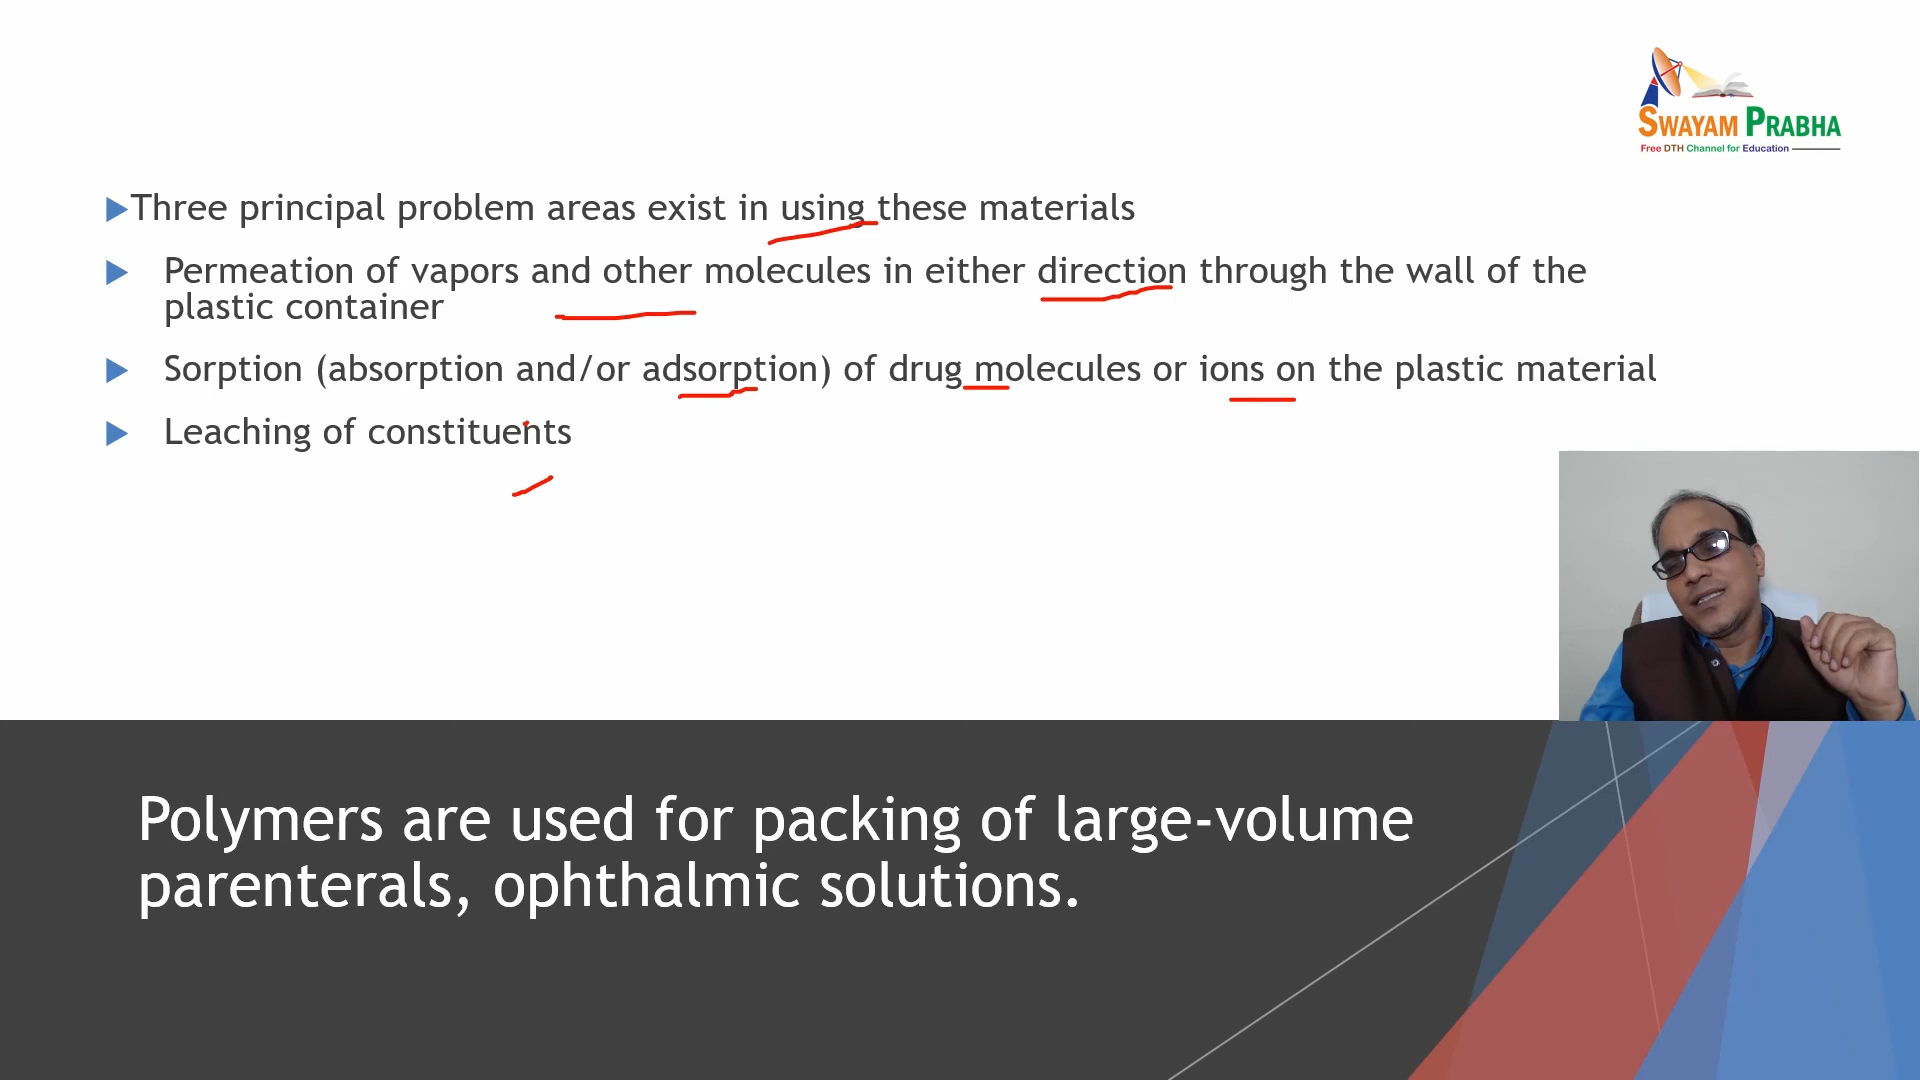 SWAYAM PRABHA
Free DTH Channel for Education
Three principal problem areas exist in using these materials
Permeation of vapors and other molecules in either direction through the wall of the
plastic container
Sorption (absorption and/or adsorption) of drug molecules or ions on the plastic material
Leaching of constituents
Polymers are used for packing of large-volume
parenterals, ophthalmic solutions.